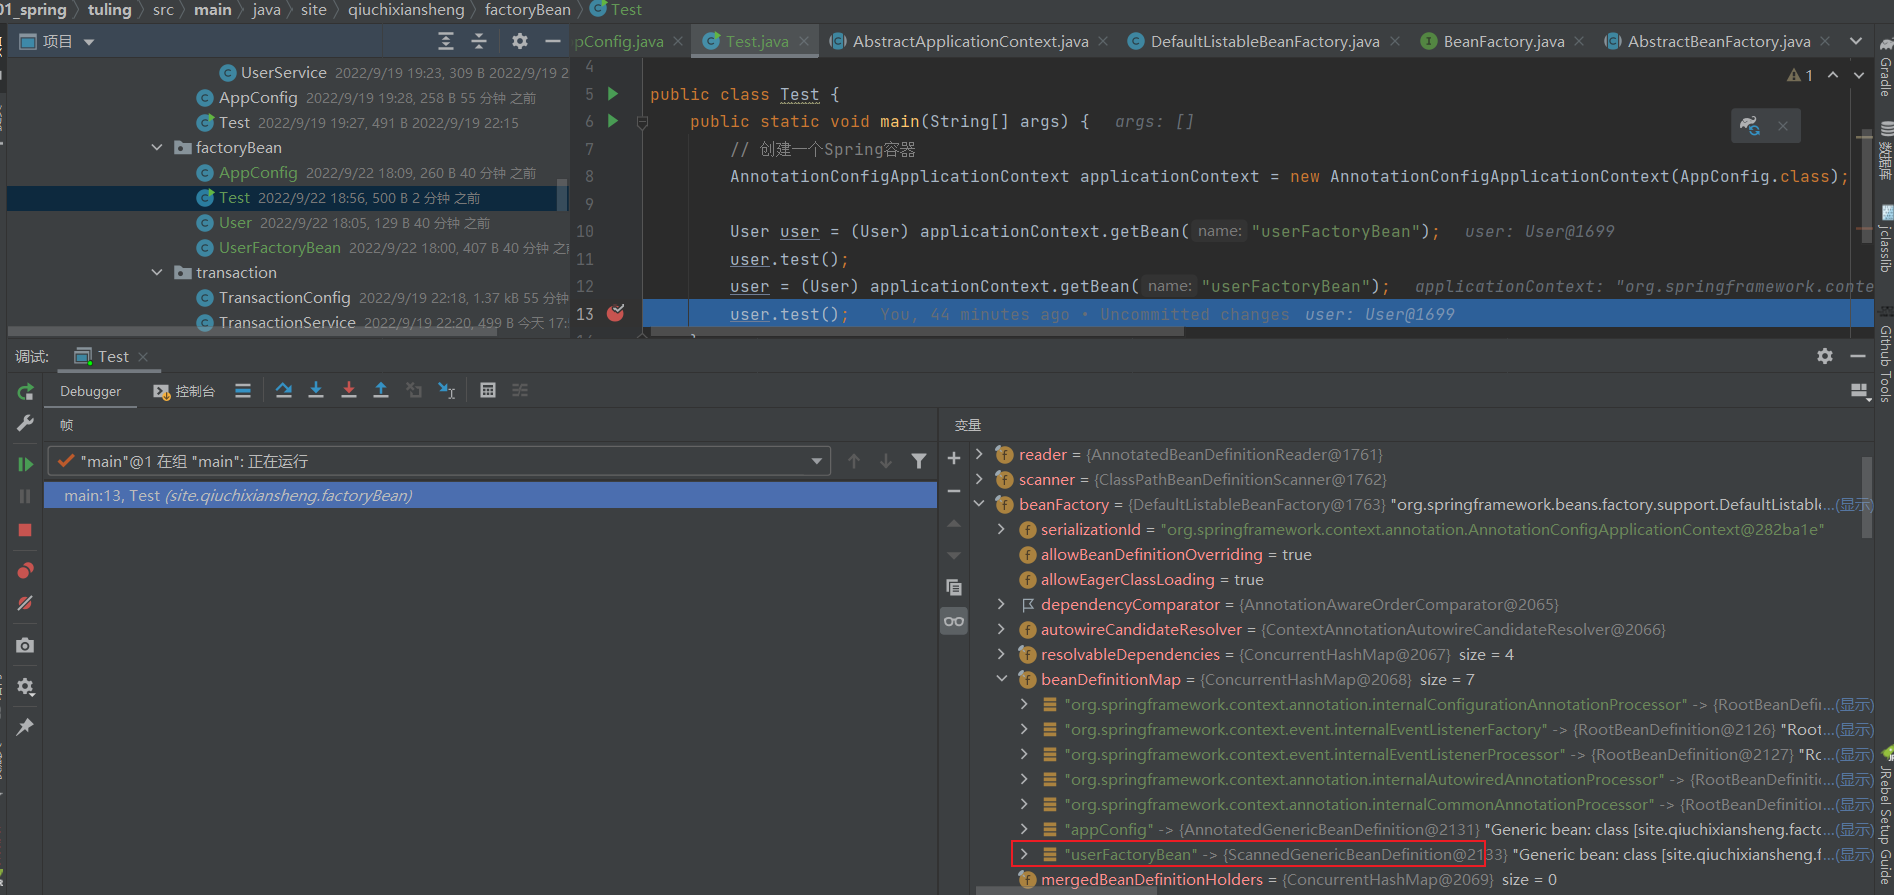 01_spring › tuling › src › main › java › site › qiuchixiansheng › factoryBean › Test
项目
pConfig.java Test.java AbstractApplicationContext.java DefaultListableBeanFactory.java BeanFactory.java AbstractBeanFactory.java
UserService 2022/9/19 19:23, 309 B 2022/9/19 2
AppConfig 2022/9/19 19:28, 258 B 55 分钟 之前
Test 2022/9/19 19:27, 491 B 2022/9/19 22:15
factoryBean
AppConfig 2022/9/22 18:09, 260 B 40 分钟 之前
Test 2022/9/22 18:56, 500 B 2 分钟 之前
User 2022/9/22 18:05, 129 B 40 分钟 之前
UserFactoryBean 2022/9/22 18:00, 407 B 40 分钟 之前
transaction
TransactionConfig 2022/9/19 22:18, 1.37 kB 55 分钟
TransactionService 2022/9/19 22:20, 499 B 今天 17:5
4
5 public class Test {
6 public static void main(String[] args) { args: []
7 // 创建一个Spring容器
8 AnnotationConfigApplicationContext applicationContext = new AnnotationConfigApplicationContext(AppConfig.class);
9
10 User user = (User) applicationContext.getBean( name: "userFactoryBean"); user: User@1699
11 user.test();
12 user = (User) applicationContext.getBean( name: "userFactoryBean"); applicationContext: "org.springframework.conte
13 user.test(); You, 44 minutes ago • Uncommitted changes user: User@1699
1
Gradle
数据库
jclasslib
Github Tools
JRebel Setup Guide
调试: Test
Debugger 控制台
帧
"main"@1 在组 "main": 正在运行
main:13, Test (site.qiuchixiansheng.factoryBean)
变量
reader = {AnnotatedBeanDefinitionReader@1761}
scanner = {ClassPathBeanDefinitionScanner@1762}
beanFactory = {DefaultListableBeanFactory@1763} "org.springframework.beans.factory.support.DefaultListable...(显示)
serializationId = "org.springframework.context.annotation.AnnotationConfigApplicationContext@282ba1e"
allowBeanDefinitionOverriding = true
allowEagerClassLoading = true
dependencyComparator = {AnnotationAwareOrderComparator@2065}
autowireCandidateResolver = {ContextAnnotationAutowireCandidateResolver@2066}
resolvableDependencies = {ConcurrentHashMap@2067} size = 4
beanDefinitionMap = {ConcurrentHashMap@2068} size = 7
"org.springframework.context.annotation.internalConfigurationAnnotationProcessor" -> {RootBeanDefi...(显示)
"org.springframework.context.event.internalEventListenerFactory" -> {RootBeanDefinition@2126} "Root...(显示)
"org.springframework.context.event.internalEventListenerProcessor" -> {RootBeanDefinition@2127} "Rc...(显示)
"org.springframework.context.annotation.internalAutowiredAnnotationProcessor" -> {RootBeanDefiniti...(显示)
"org.springframework.context.annotation.internalCommonAnnotationProcessor" -> {RootBeanDefinition...(显示)
"appConfig" -> {AnnotatedGenericBeanDefinition@2131} "Generic bean: class [site.qiuchixiansheng.factc...(显示)
"userFactoryBean" -> {ScannedGenericBeanDefinition@2133} "Generic bean: class [site.qiuchixiansheng.f...(显示)
mergedBeanDefinitionHolders = {ConcurrentHashMap@2069} size = 0